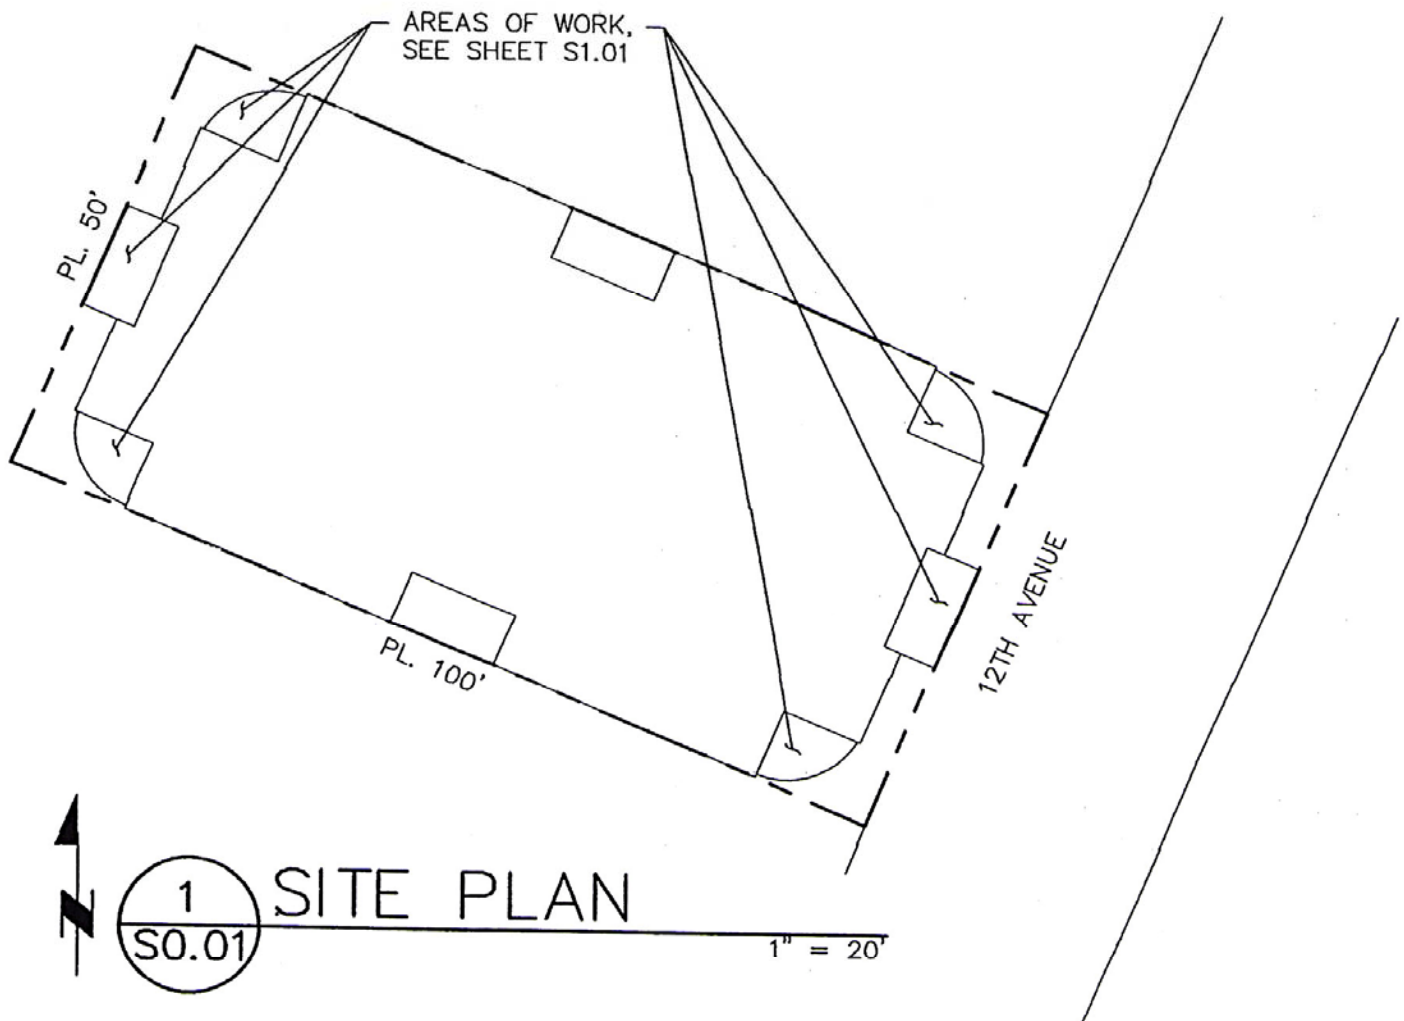 AREAS OF WORK,
SEE SHEET S1.01
PL. 50'
12TH AVENUE
PL. 100'
N
1
S0.01
SITE PLAN
1" = 20'